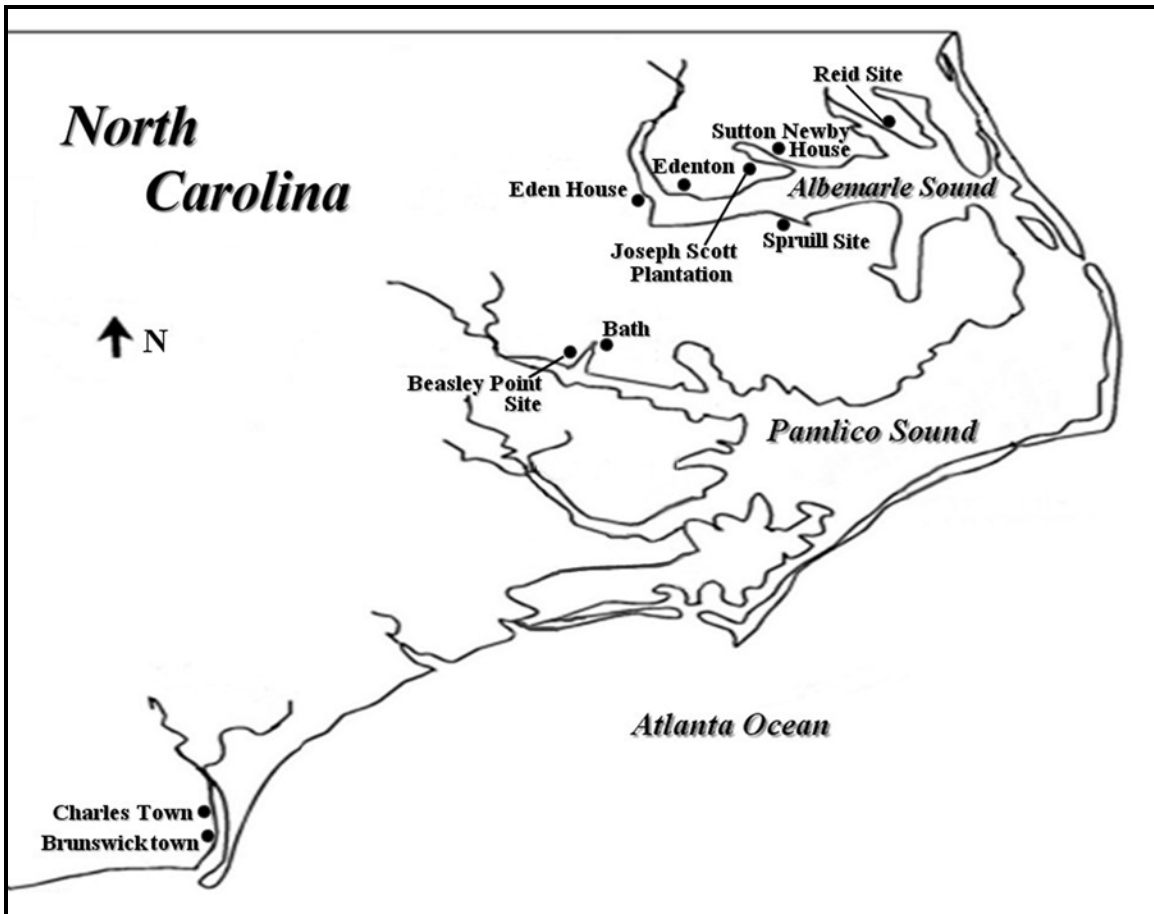 North
Carolina
Reid Site
Sutton Newby
House
Edenton
Albemarle Sound
Eden House
Joseph Scott
Plantation
Spruill Site
N
Bath
Beasley Point
Site
Pamlico Sound
Atlanta Ocean
Charles Town
Brunswick town